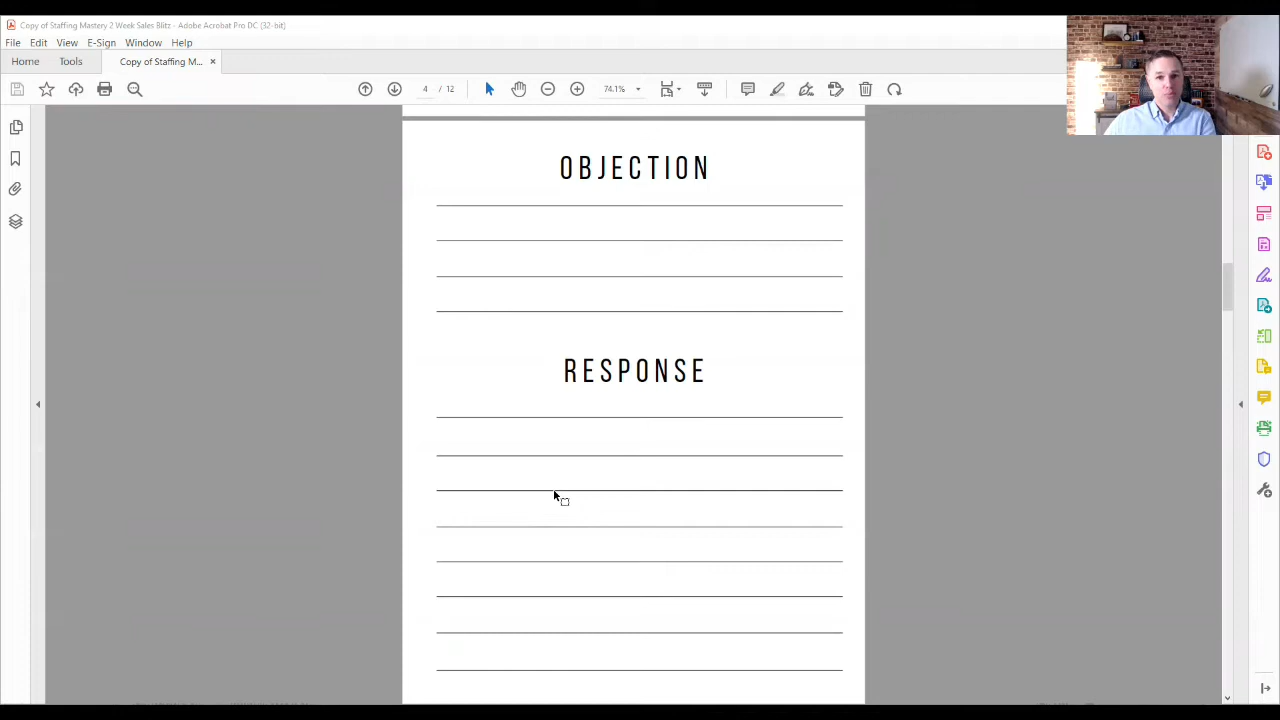 Copy of Staffing Mastery 2 Week Sales Blitz - Adobe Acrobat Pro DC (32-bit)
File Edit View E-Sign Window Help
Home Tools Copy of Staffing M... ×
12 74.1%
OBJECTION
RESPONSE